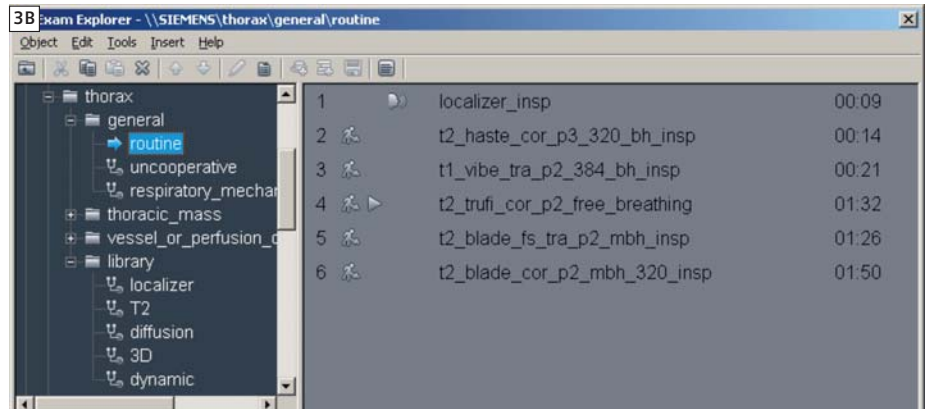 3B
Exam Explorer - \\SIEMENS\thorax\general\routine
Object Edit Tools Insert Help
thorax
general
routine
uncooperative
respiratory_mechar
thoracic_mass
vessel_or_perfusion_c
library
localizer
T2
diffusion
3D
dynamic
1 localizer_insp 00:09
2 t2_haste_cor_p3_320_bh_insp 00:14
3 t1_vibe_tra_p2_384_bh_insp 00:21
4 t2_trufi_cor_p2_free_breathing 01:32
5 t2_blade_fs_tra_p2_mbh_insp 01:26
6 t2_blade_cor_p2_mbh_320_insp 01:50